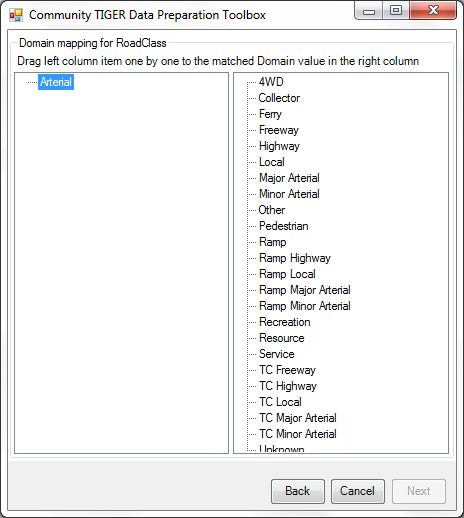 Community TIGER Data Preparation Toolbox
Domain mapping for RoadClass
Drag left column item one by one to the matched Domain value in the right column
Arterial
4WD
Collector
Ferry
Freeway
Highway
Local
Major Arterial
Minor Arterial
Other
Pedestrian
Ramp
Ramp Highway
Ramp Local
Ramp Major Arterial
Ramp Minor Arterial
Recreation
Resource
Service
TC Freeway
TC Highway
TC Local
TC Major Arterial
TC Minor Arterial
Unknown
Back Cancel Next